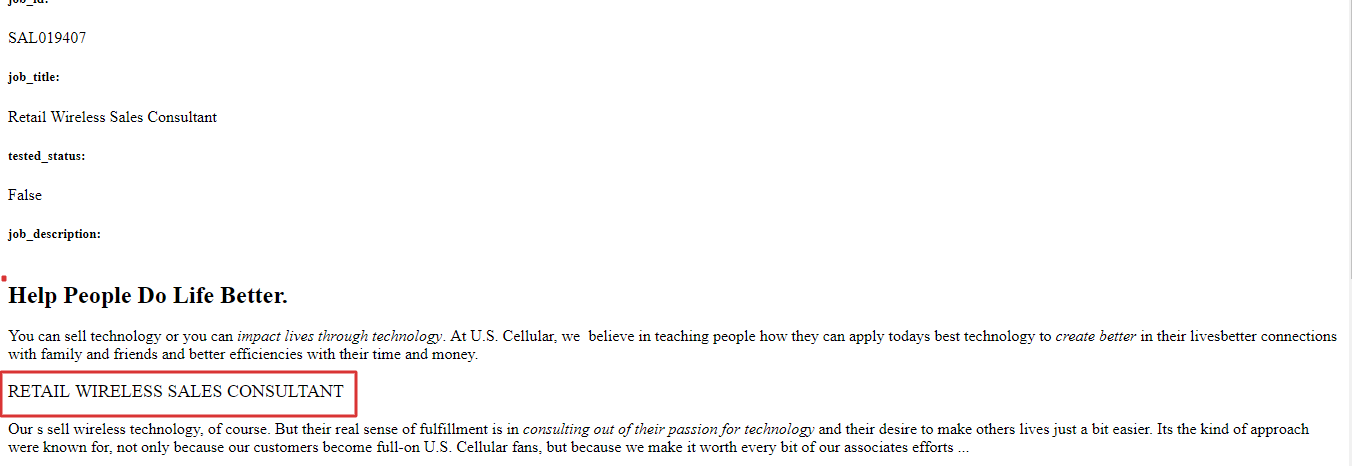 job_id:
SAL019407
job_title:
Retail Wireless Sales Consultant
tested_status:
False
job_description:
Help People Do Life Better.
You can sell technology or you can impact lives through technology. At U.S. Cellular, we  believe in teaching people how they can apply todays best technology to create better in their livesbetter connections
with family and friends and better efficiencies with their time and money.
RETAIL WIRELESS SALES CONSULTANT
Our s sell wireless technology, of course. But their real sense of fulfillment is in consulting out of their passion for technology and their desire to make others lives just a bit easier. Its the kind of approach
were known for, not only because our customers become full-on U.S. Cellular fans, but because we make it worth every bit of our associates efforts ...